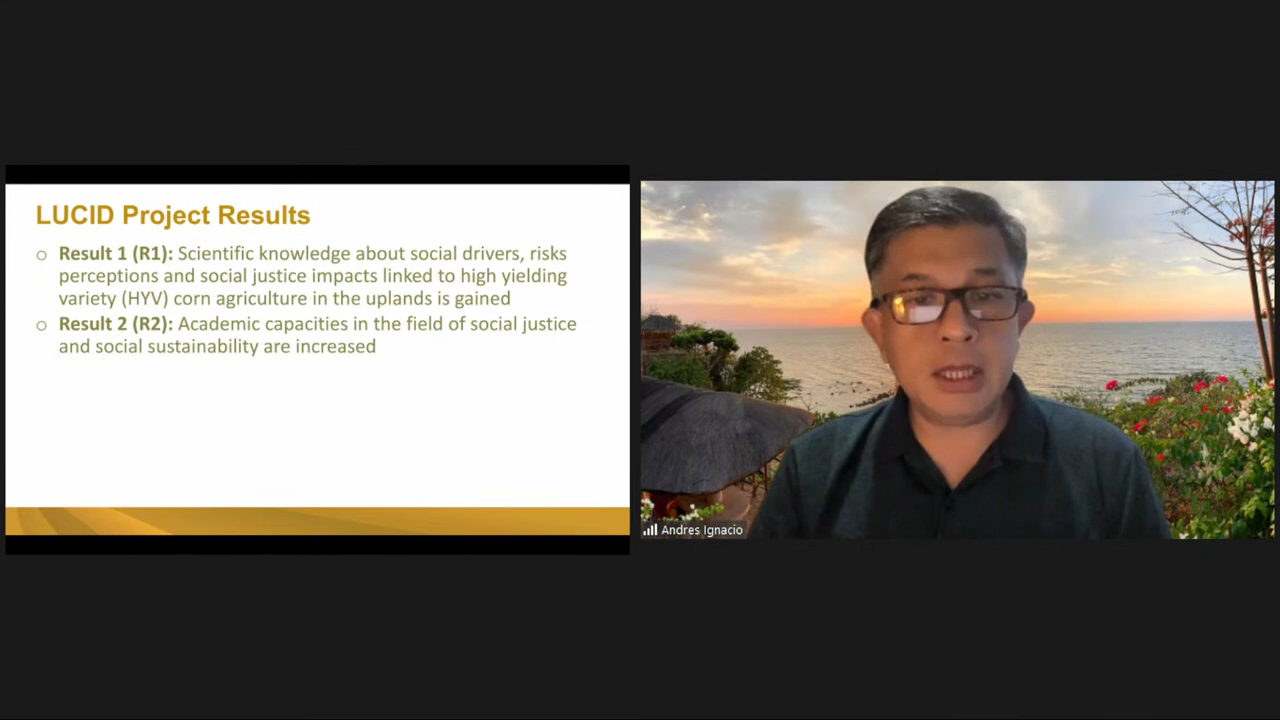 LUCID Project Results
Result 1 (R1): Scientific knowledge about social drivers, risks
perceptions and social justice impacts linked to high yielding
variety (HYV) corn agriculture in the uplands is gained
Result 2 (R2): Academic capacities in the field of social justice
and social sustainability are increased
Andres Ignacio